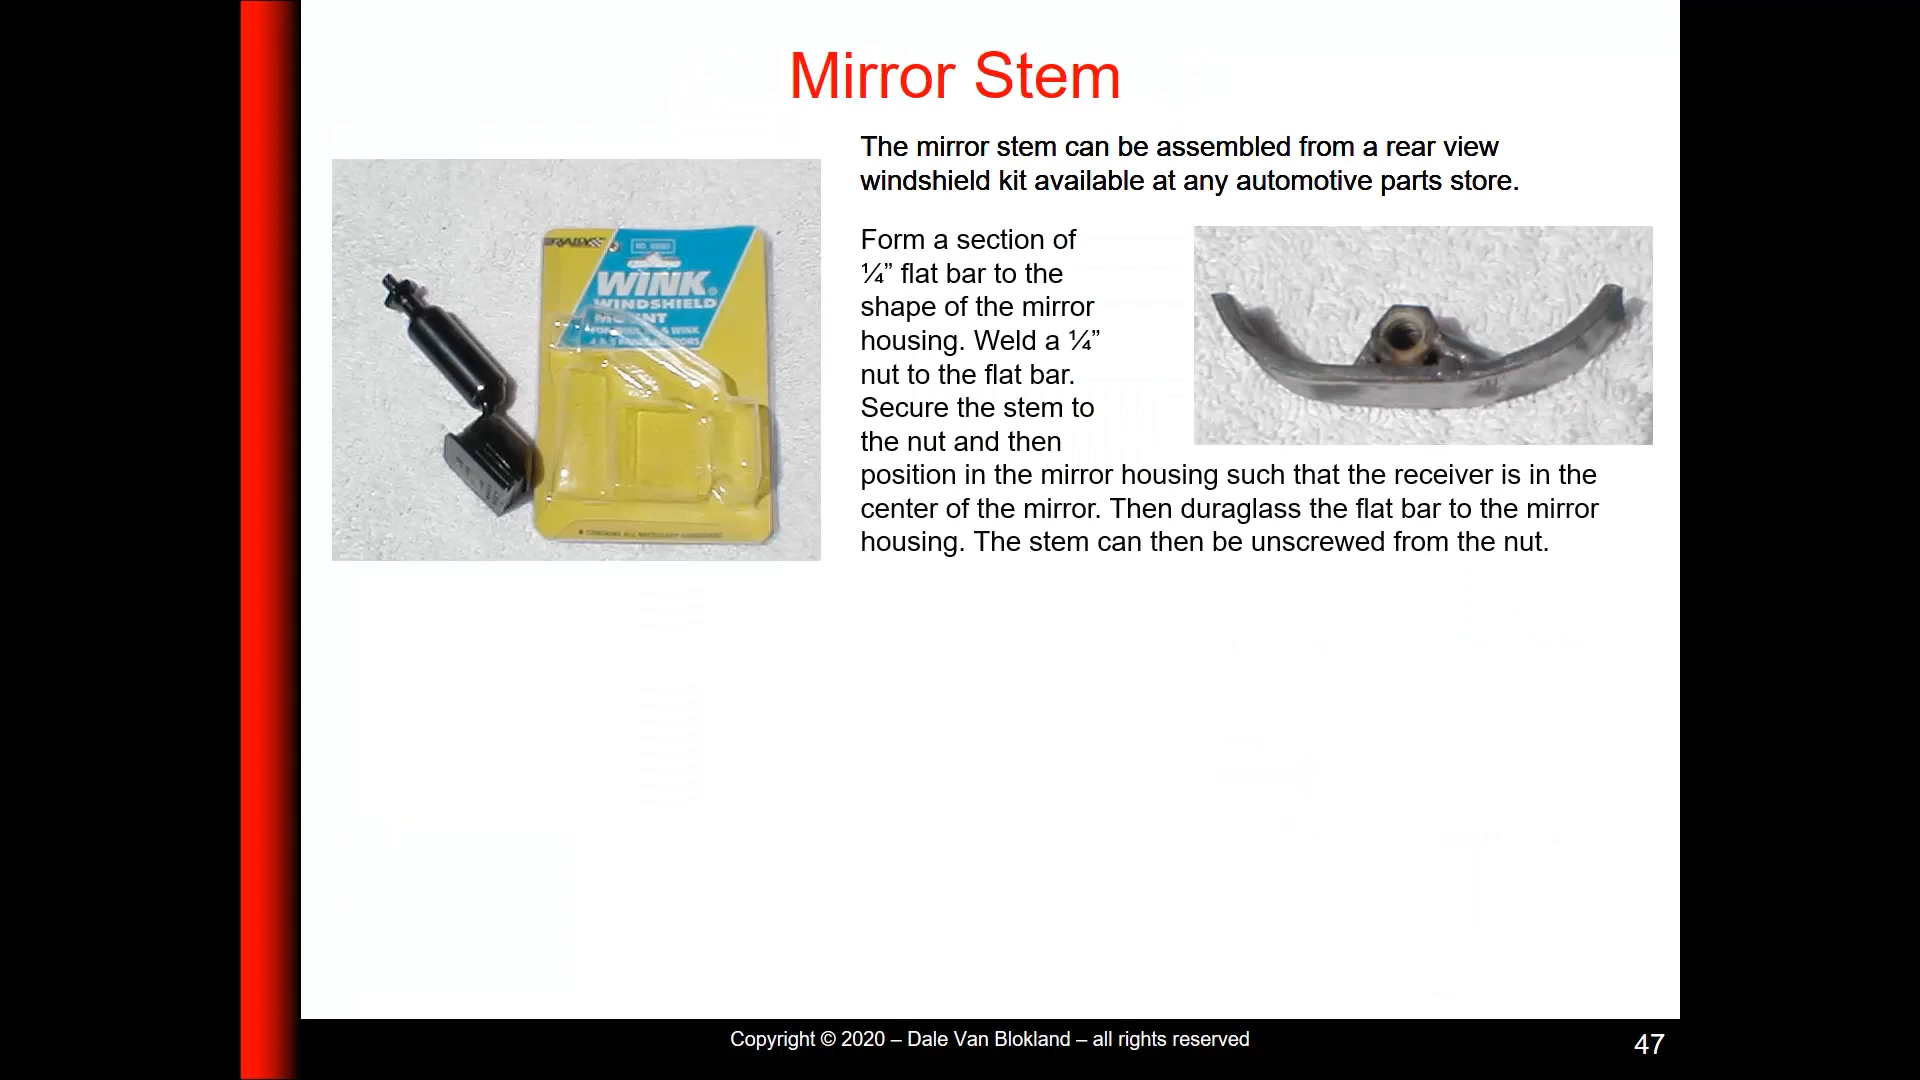 Mirror Stem
The mirror stem can be assembled from a rear view
windshield kit available at any automotive parts store.
Form a section of
¼” flat bar to the
shape of the mirror
housing. Weld a ¼”
nut to the flat bar.
Secure the stem to
the nut and then
position in the mirror housing such that the receiver is in the
center of the mirror. Then duraglass the flat bar to the mirror
housing. The stem can then be unscrewed from the nut.
WINK
WINDSHIELD
Copyright © 2020 – Dale Van Blokland – all rights reserved
47